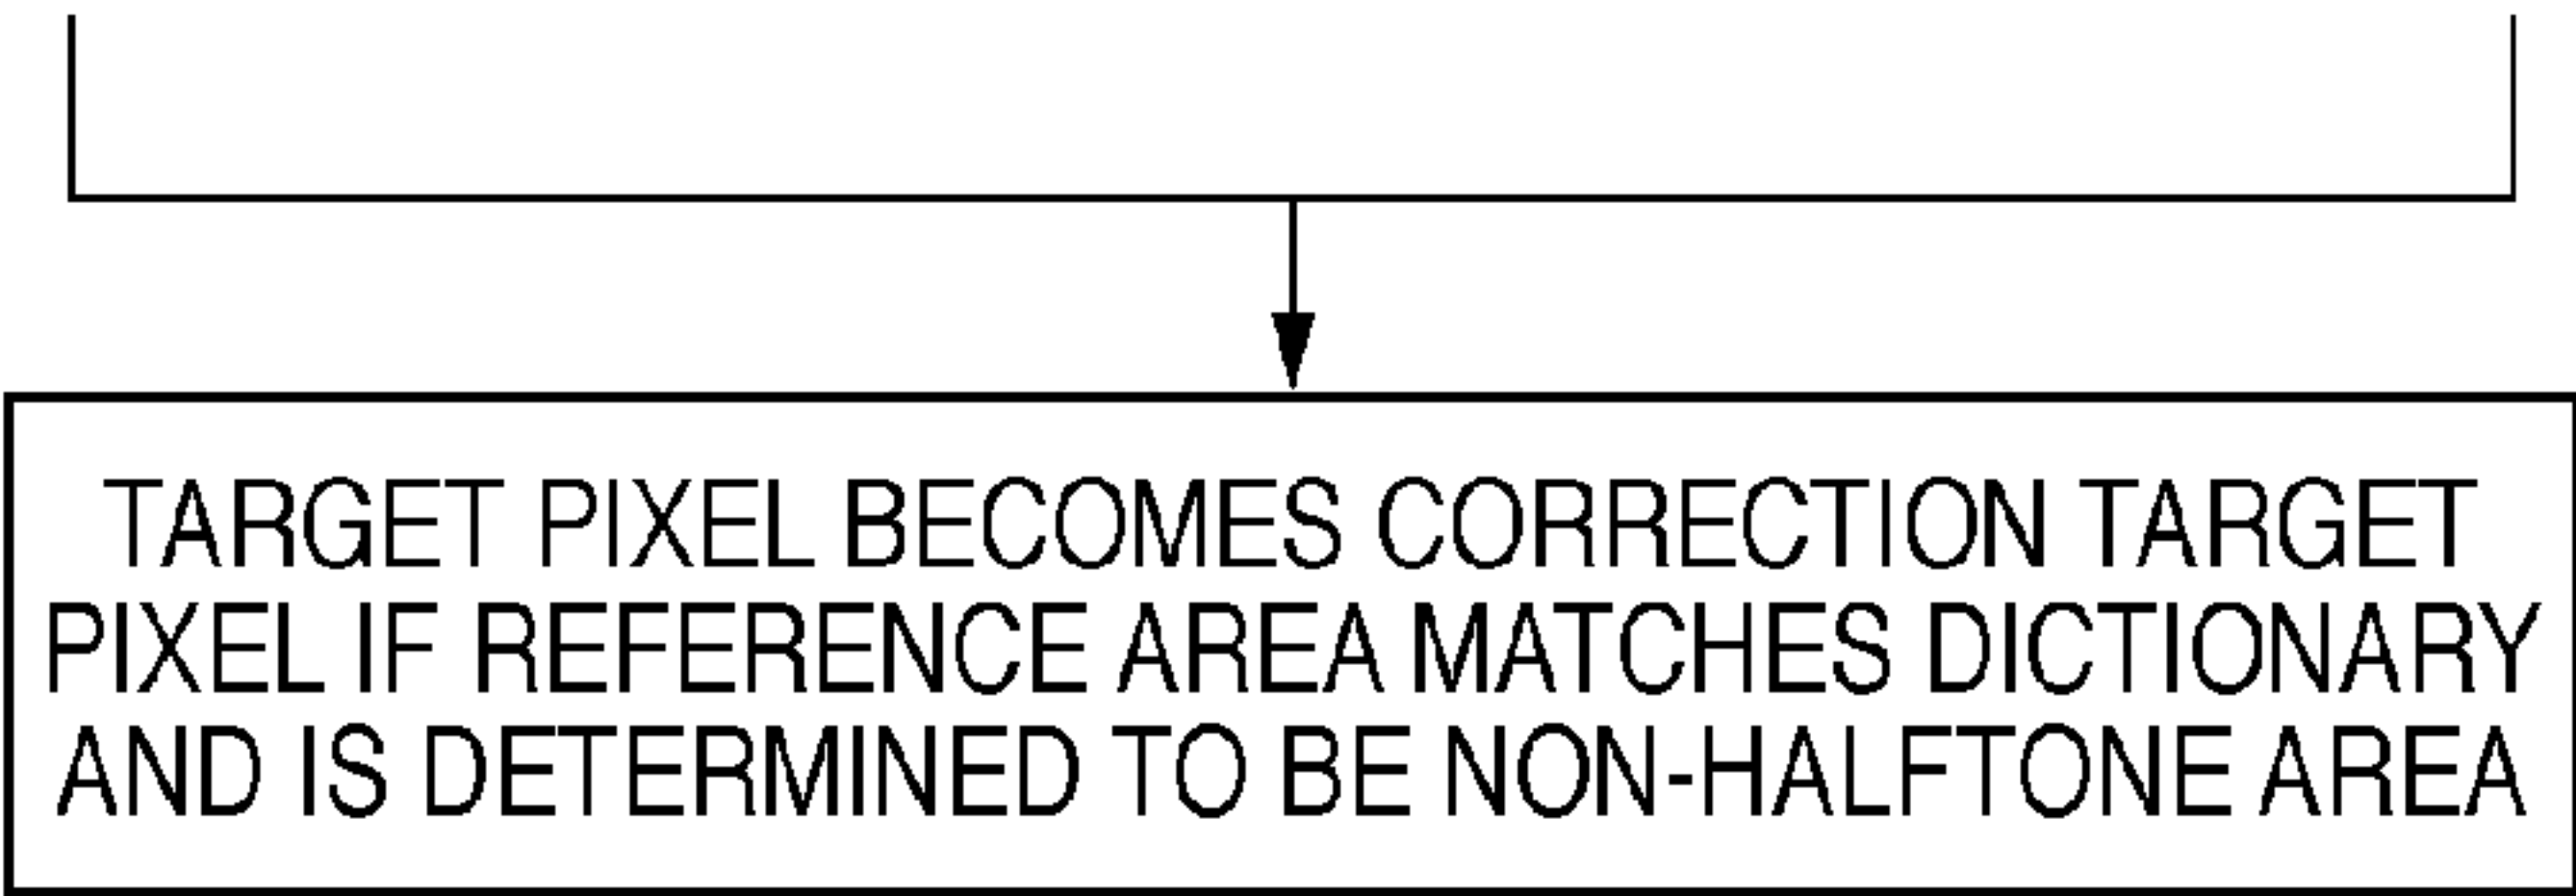 TARGET PIXEL BECOMES CORRECTION TARGET
PIXEL IF REFERENCE AREA MATCHES DICTIONARY
AND IS DETERMINED TO BE NON-HALFTONE AREA